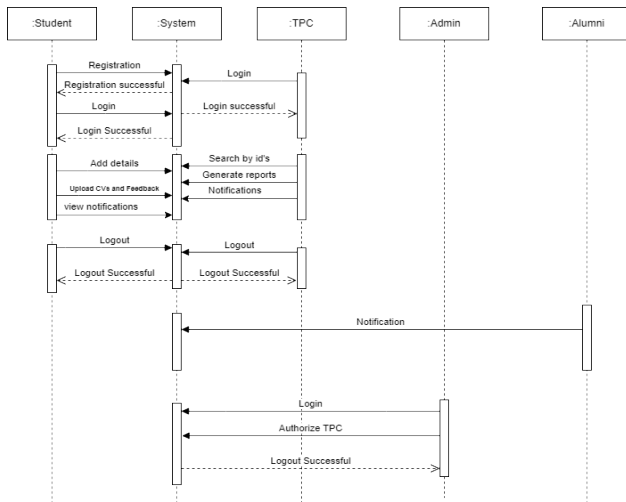 :Student
:System
:TPC
:Admin
:Alumni
Registration
Login
Registration successful
Login
Login successful
Login Successful
Add details
Search by id's
Generate reports
Upload CVs and Feedback
Notifications
view notifications
Logout
Logout
Logout Successful
Logout Successful
Notification
Login
Authorize TPC
Logout Successful